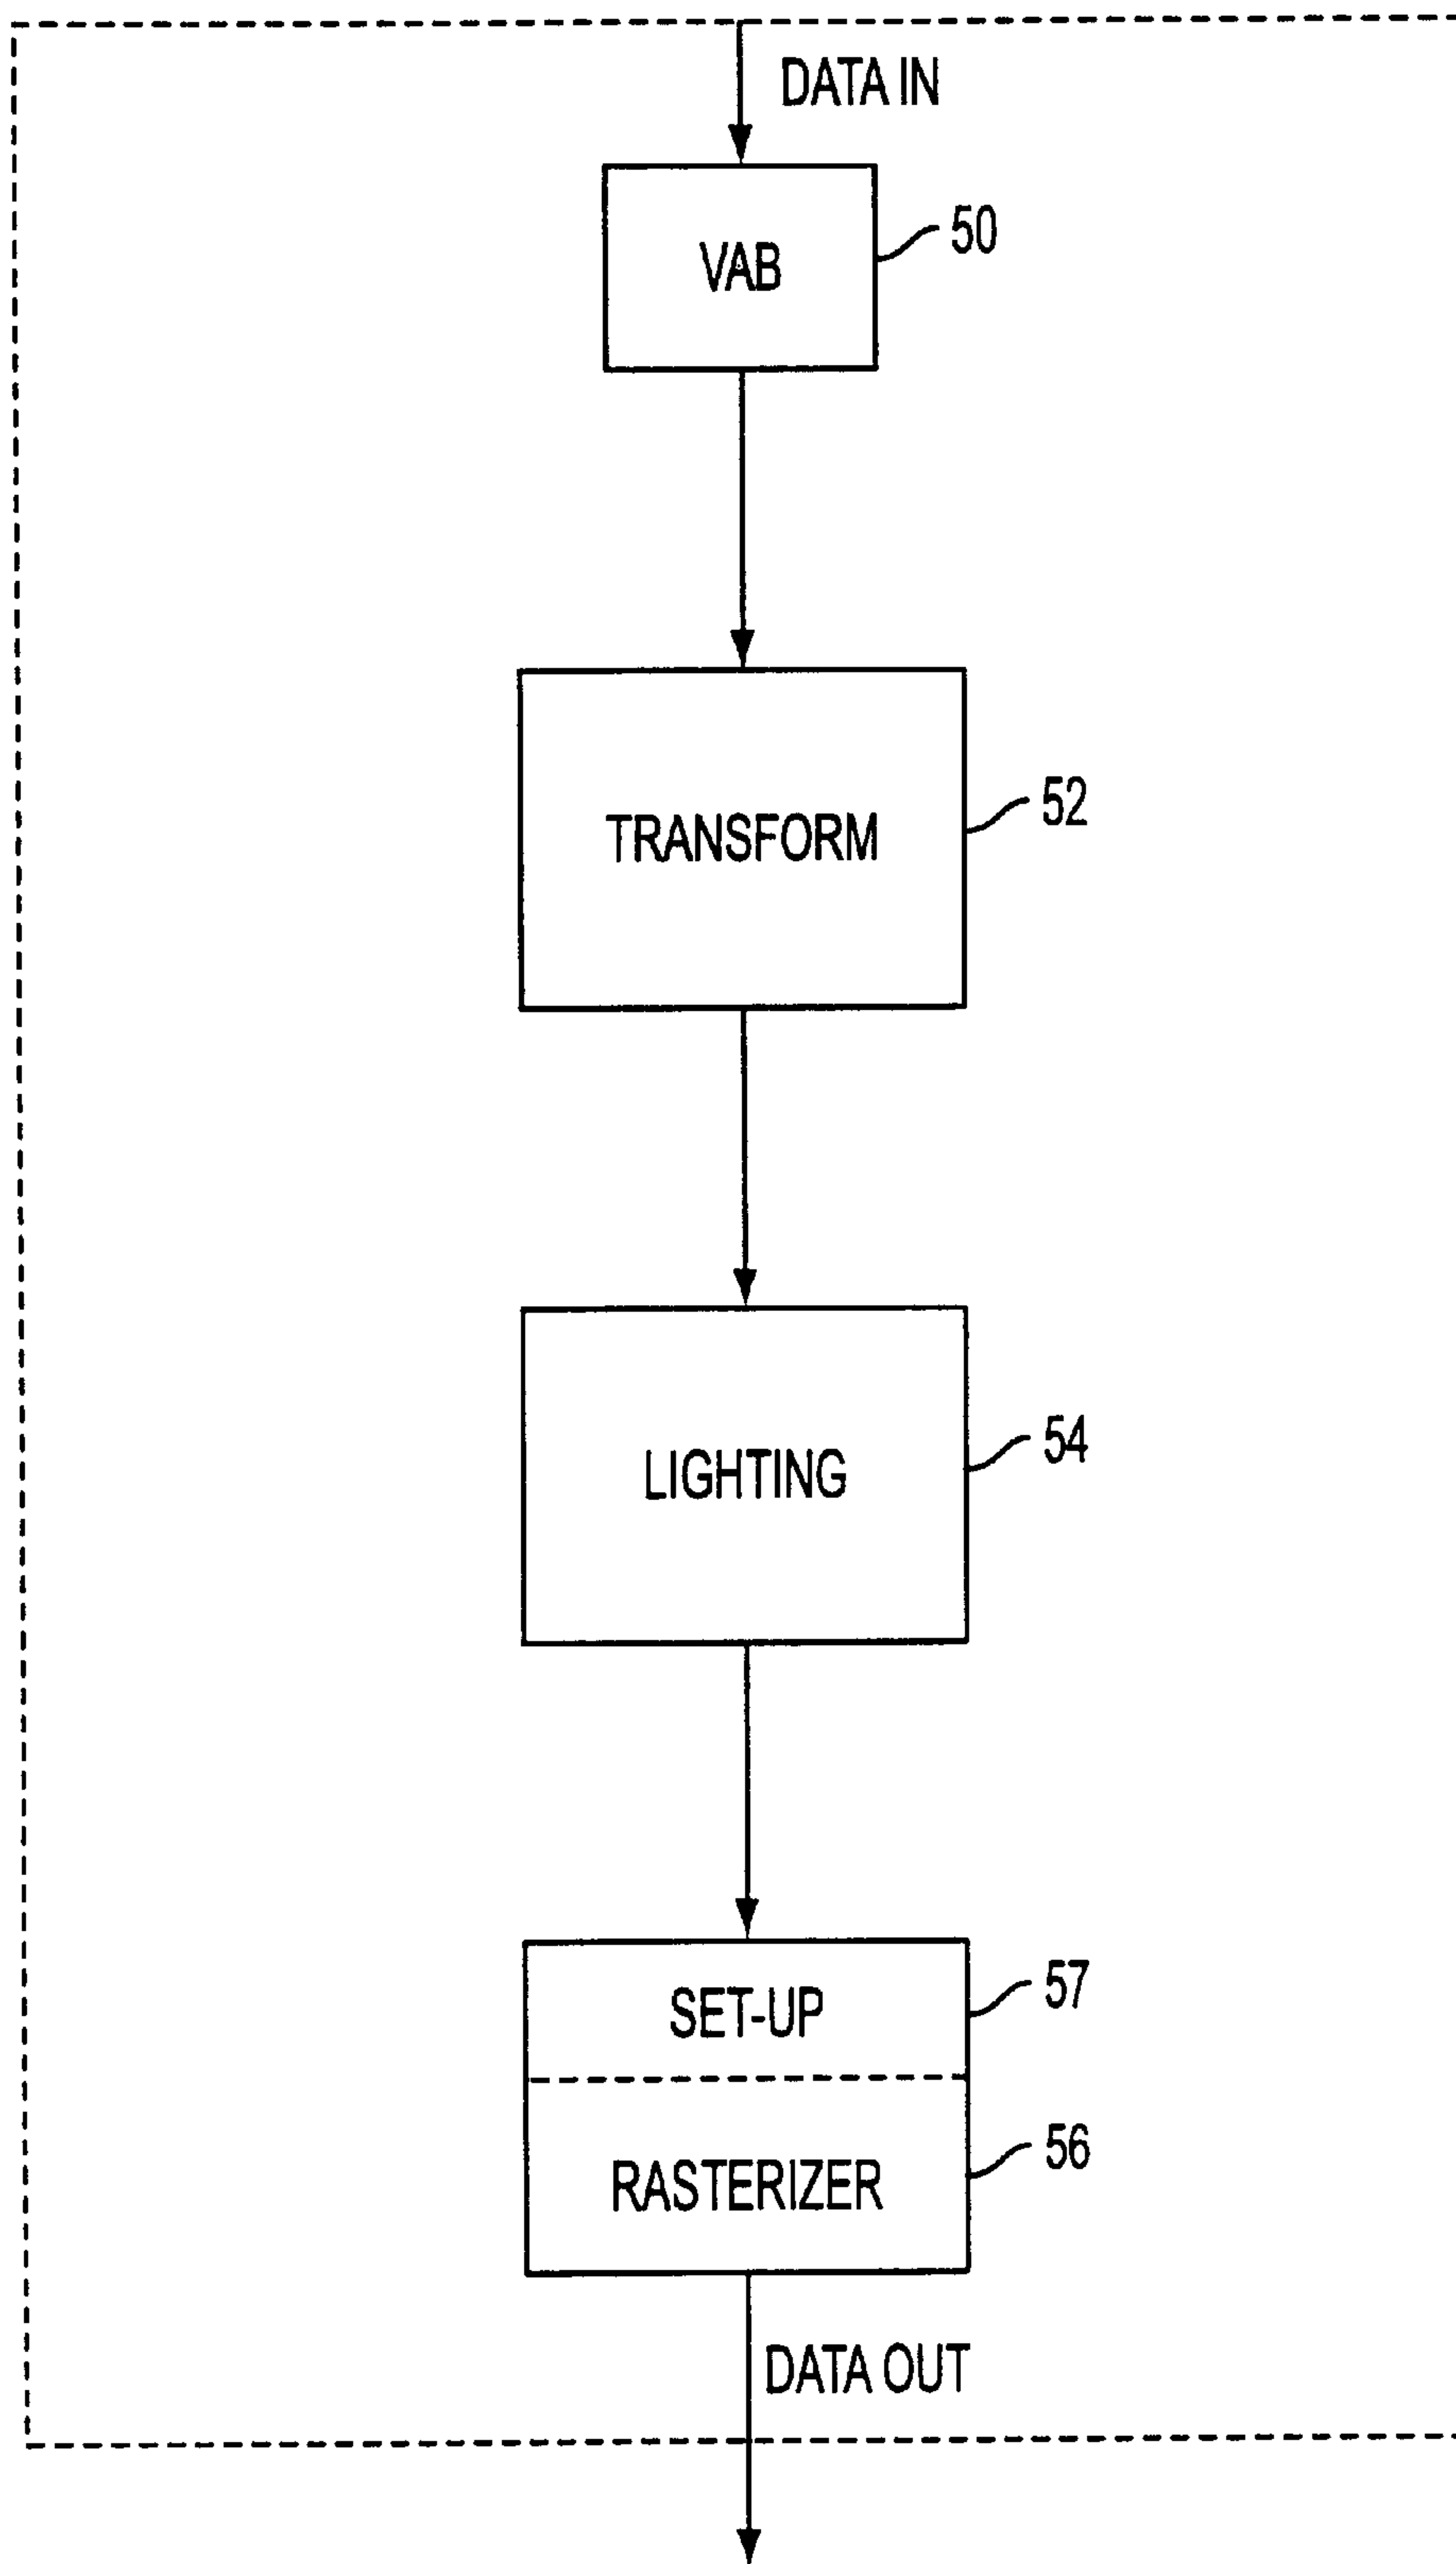 DATA IN
VAB
50
TRANSFORM
52
LIGHTING
54
SET-UP
57
RASTERIZER
56
DATA OUT